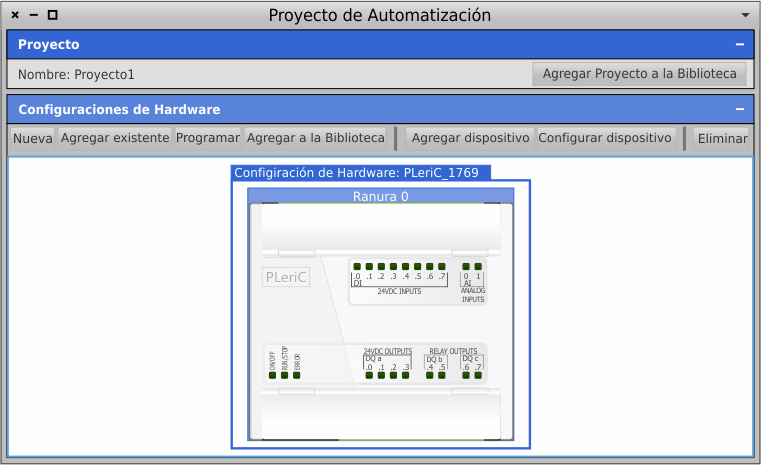 Proyecto de Automatización
Proyecto
Nombre: Proyecto1
Agregar Proyecto a la Biblioteca
Configuraciones de Hardware
Nueva Agregar existente Programar Agregar a la Biblioteca Agregar dispositivo Configurar dispositivo Eliminar
Configiración de Hardware: PLeriC_1769
Ranura 0
.0 .1 .2 .3 .4 .5 .6 .7 0 1
DI AI
24VDC INPUTS
ANALOG
INPUTS
PLeriC
ON/OFF
RUN/STOP
ERROR
24VDC OUTPUTS RELAY OUTPUTS
DQ a DQ b DQ c
.0 .1 .2 .3 .4 .5 .6 .7